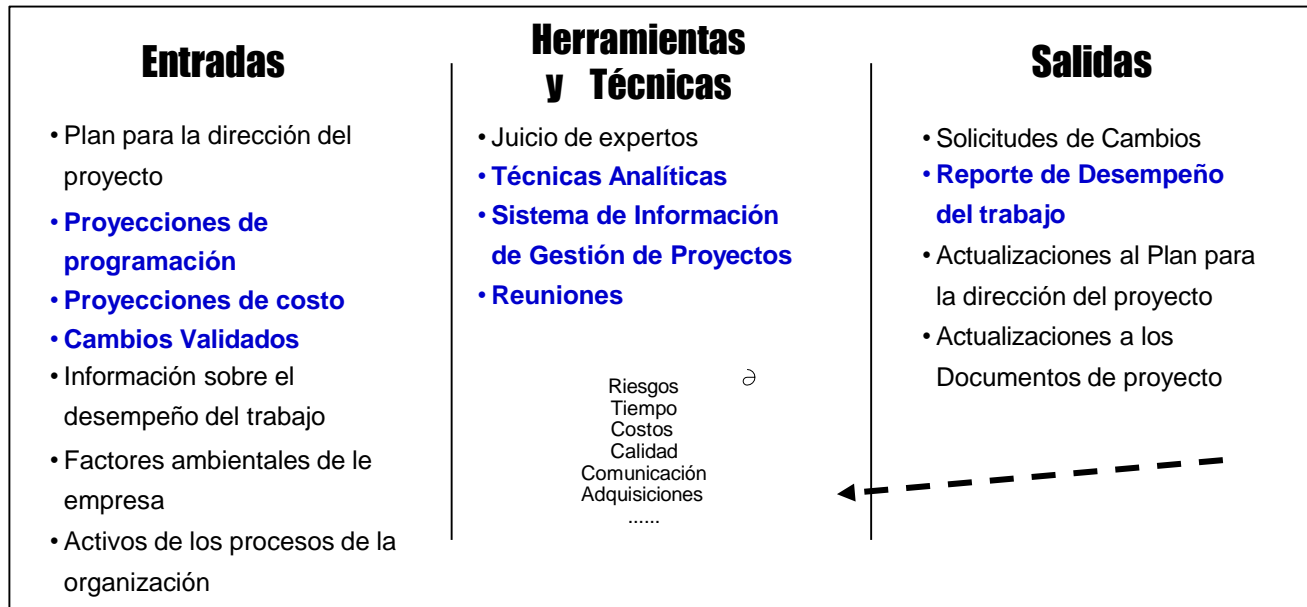 Entradas
• Plan para la dirección del
proyecto
• Proyecciones de
programación
• Proyecciones de costo
• Cambios Validados
• Información sobre el
desempeño del trabajo
• Factores ambientales de le
empresa
• Activos de los procesos de la
organización
Herramientas
y Técnicas
• Juicio de expertos
• Técnicas Analíticas
• Sistema de Información
de Gestión de Proyectos
• Reuniones
Riesgos
Tiempo
Costos
Calidad
Comunicación
Adquisiciones
......
Salidas
• Solicitudes de Cambios
• Reporte de Desempeño
del trabajo
• Actualizaciones al Plan para
la dirección del proyecto
• Actualizaciones a los
Documentos de proyecto